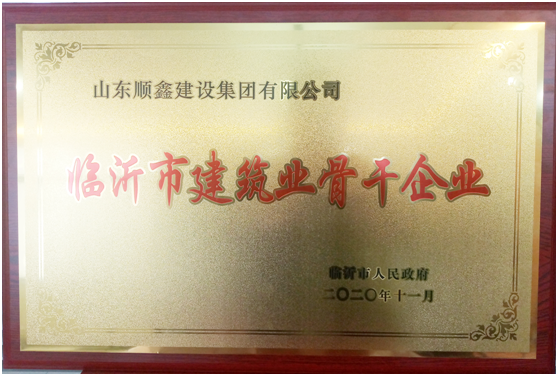 山东顺鑫建设集团有限公司
临沂市建筑业骨干企业
临沂市人民政府
二〇二〇年十一月